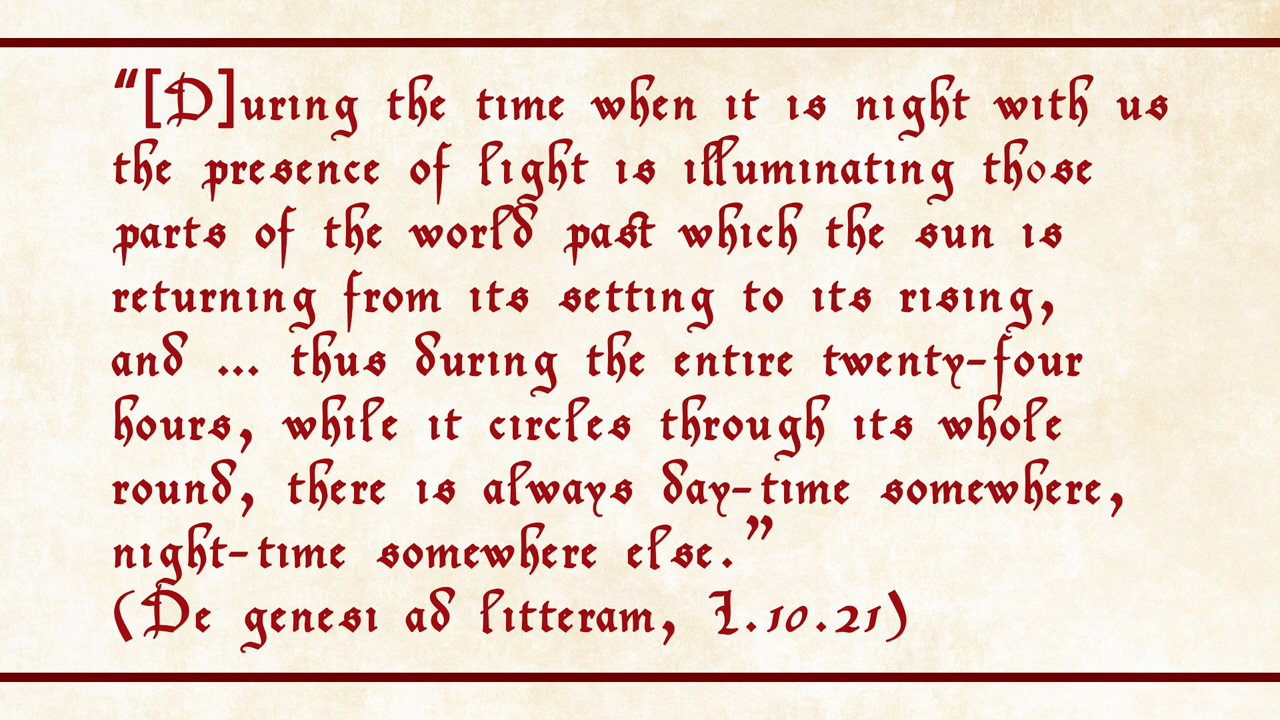 “[D]uring the time when it is night with us
the presence of light is illuminating those
parts of the world past which the sun is
returning from its setting to its rising,
and ... thus during the entire twenty-four
hours, while it circles through its whole
round, there is always day-time somewhere,
night-time somewhere else.”
(De genesi ad litteram, I.10.21)